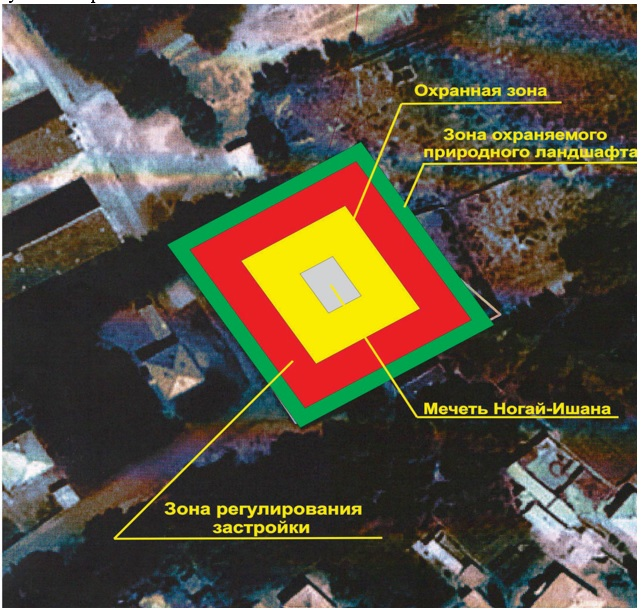 Охранная зона
Зона охраняемого
природного ландшафта
Мечеть Ногай-Ишана
Зона регулирования
застройки